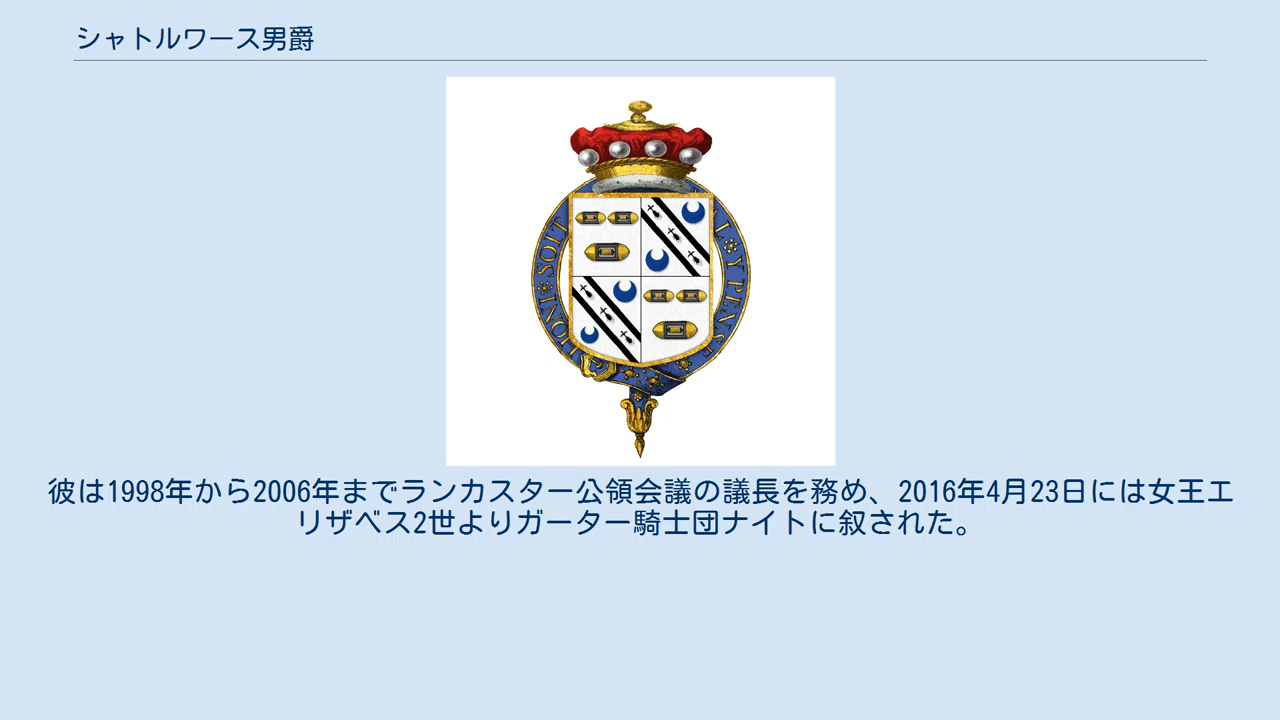 シャトルワース男爵
HONI SOIT
Y PENSE
彼は1998年から2006年までランカスター公領会議の議長を務め、2016年4月23日には女王エ
リザベス2世よりガーター騎士団ナイトに叙された。